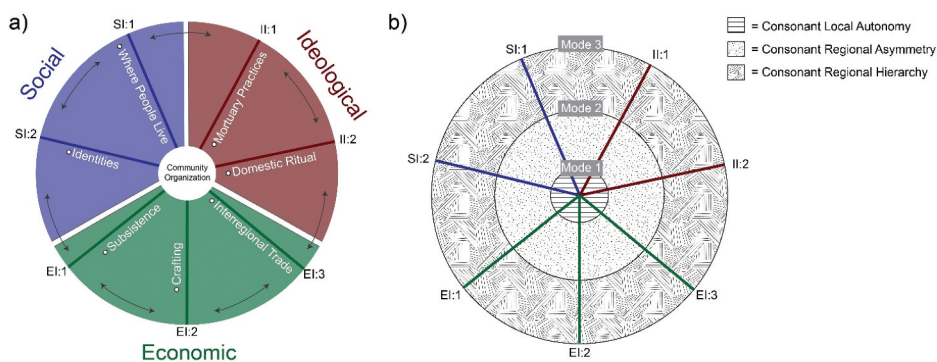 a)
Social
Ideological
Economic
SI:1
II:1
SI:2
II:2
EI:1
EI:2
EI:3
Where People Live
Mortuary Practices
Identities
Domestic Ritual
Community
Organization
Subsistence
Crafting
Interregional Trade
b)
Mode 3
Mode 2
Mode 1
SI:1
II:1
SI:2
II:2
EI:1
EI:2
EI:3
= Consonant Local Autonomy
= Consonant Regional Asymmetry
= Consonant Regional Hierarchy